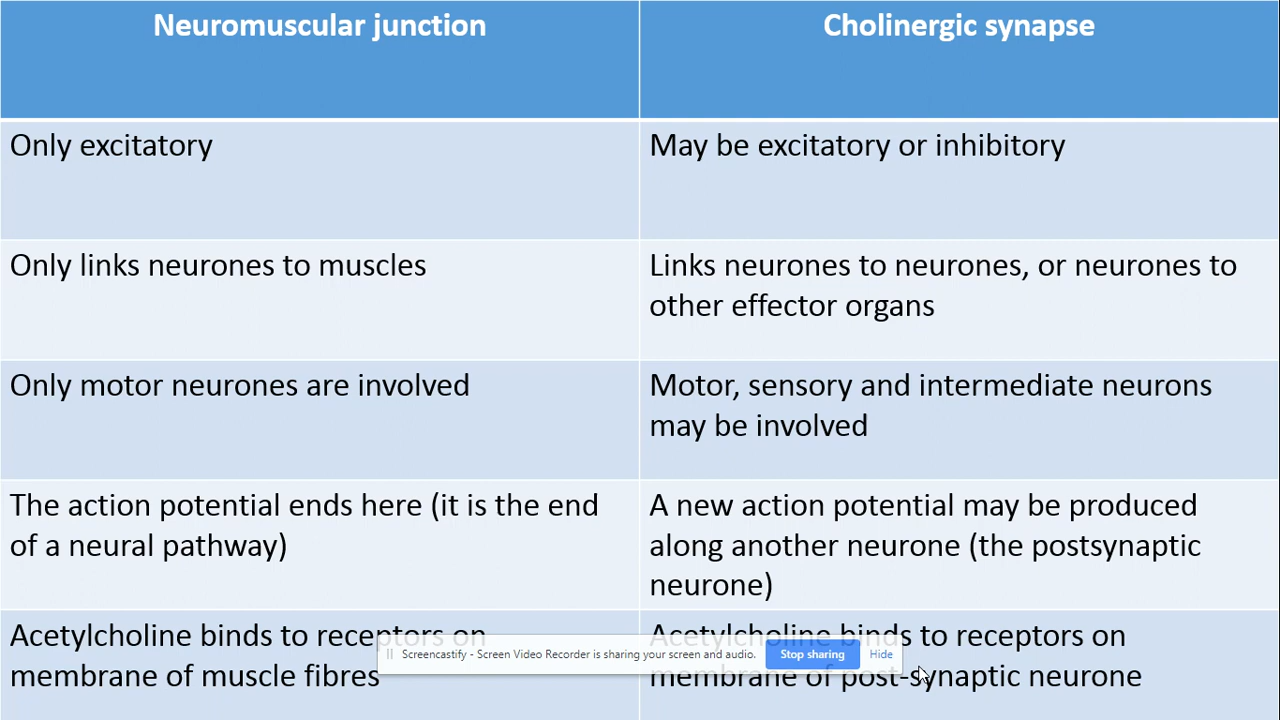 Neuromuscular junction
Cholinergic synapse
Only excitatory
May be excitatory or inhibitory
Only links neurones to muscles
Links neurones to neurones, or neurones to
other effector organs
Only motor neurones are involved
Motor, sensory and intermediate neurons
may be involved
The action potential ends here (it is the end
of a neural pathway)
A new action potential may be produced
along another neurone (the postsynaptic
neurone)
Acetylcholine binds to receptors on
membrane of muscle fibres
Acetylcholine binds to receptors on
membrane of post-synaptic neurone
Screencastify - Screen Video Recorder is sharing your screen and audio.
Stop sharing
Hide